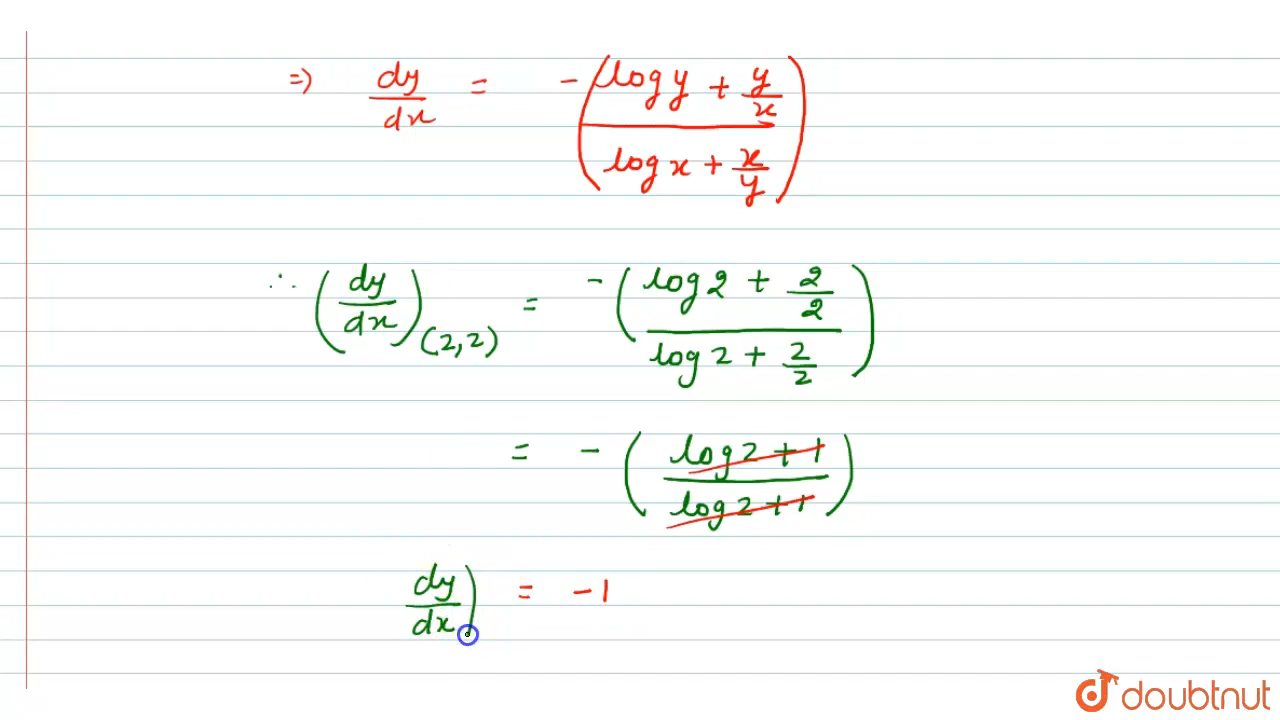 => dy/dx = -((log y + y/x)/(log x + x/y))
∴ (dy/dx)(2,2) = -((log 2 + 2/2)/(log 2 + 2/2))
= -((log 2 + 1)/(log 2 + 1))
dy/dx) = -1
doubtnut